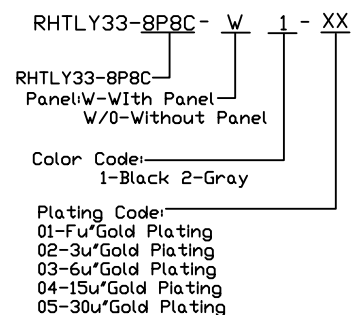 RHTLY33-8P8C- W 1 - XX
RHTLY33-8P8C
Panel:W-WIth Panel
W/0-Without Panel
Color Code:
1-Black 2-Gray
Plating Code:
01-Fu"Gold Plating
02-3u"Gold Plating
03-6u"Gold Plating
04-15u"Gold Plating
05-30u"Gold Plating